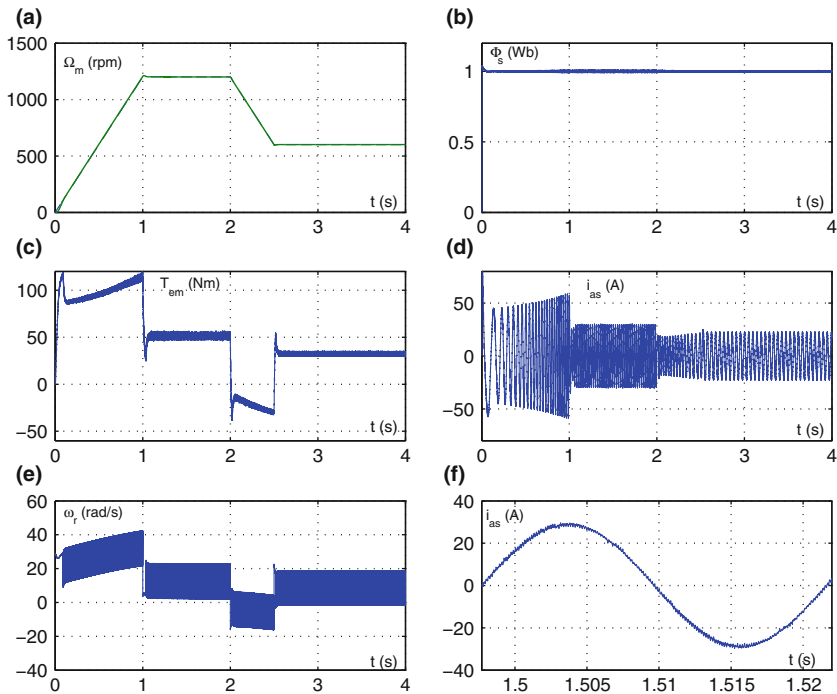 (a)
Ω_m (rpm)
1500
1000
500
0
t (s)
0 1 2 3 4
(b)
Φ_s (Wb)
1
0.5
0
t (s)
0 1 2 3 4
(c)
T_em (Nm)
100
50
0
−50
t (s)
0 1 2 3 4
(d)
i_as (A)
50
0
−50
t (s)
0 1 2 3 4
(e)
ω_r (rad/s)
60
40
20
0
−20
−40
t (s)
0 1 2 3 4
(f)
i_as (A)
40
20
0
−20
−40
t (s)
1.5 1.505 1.51 1.515 1.52